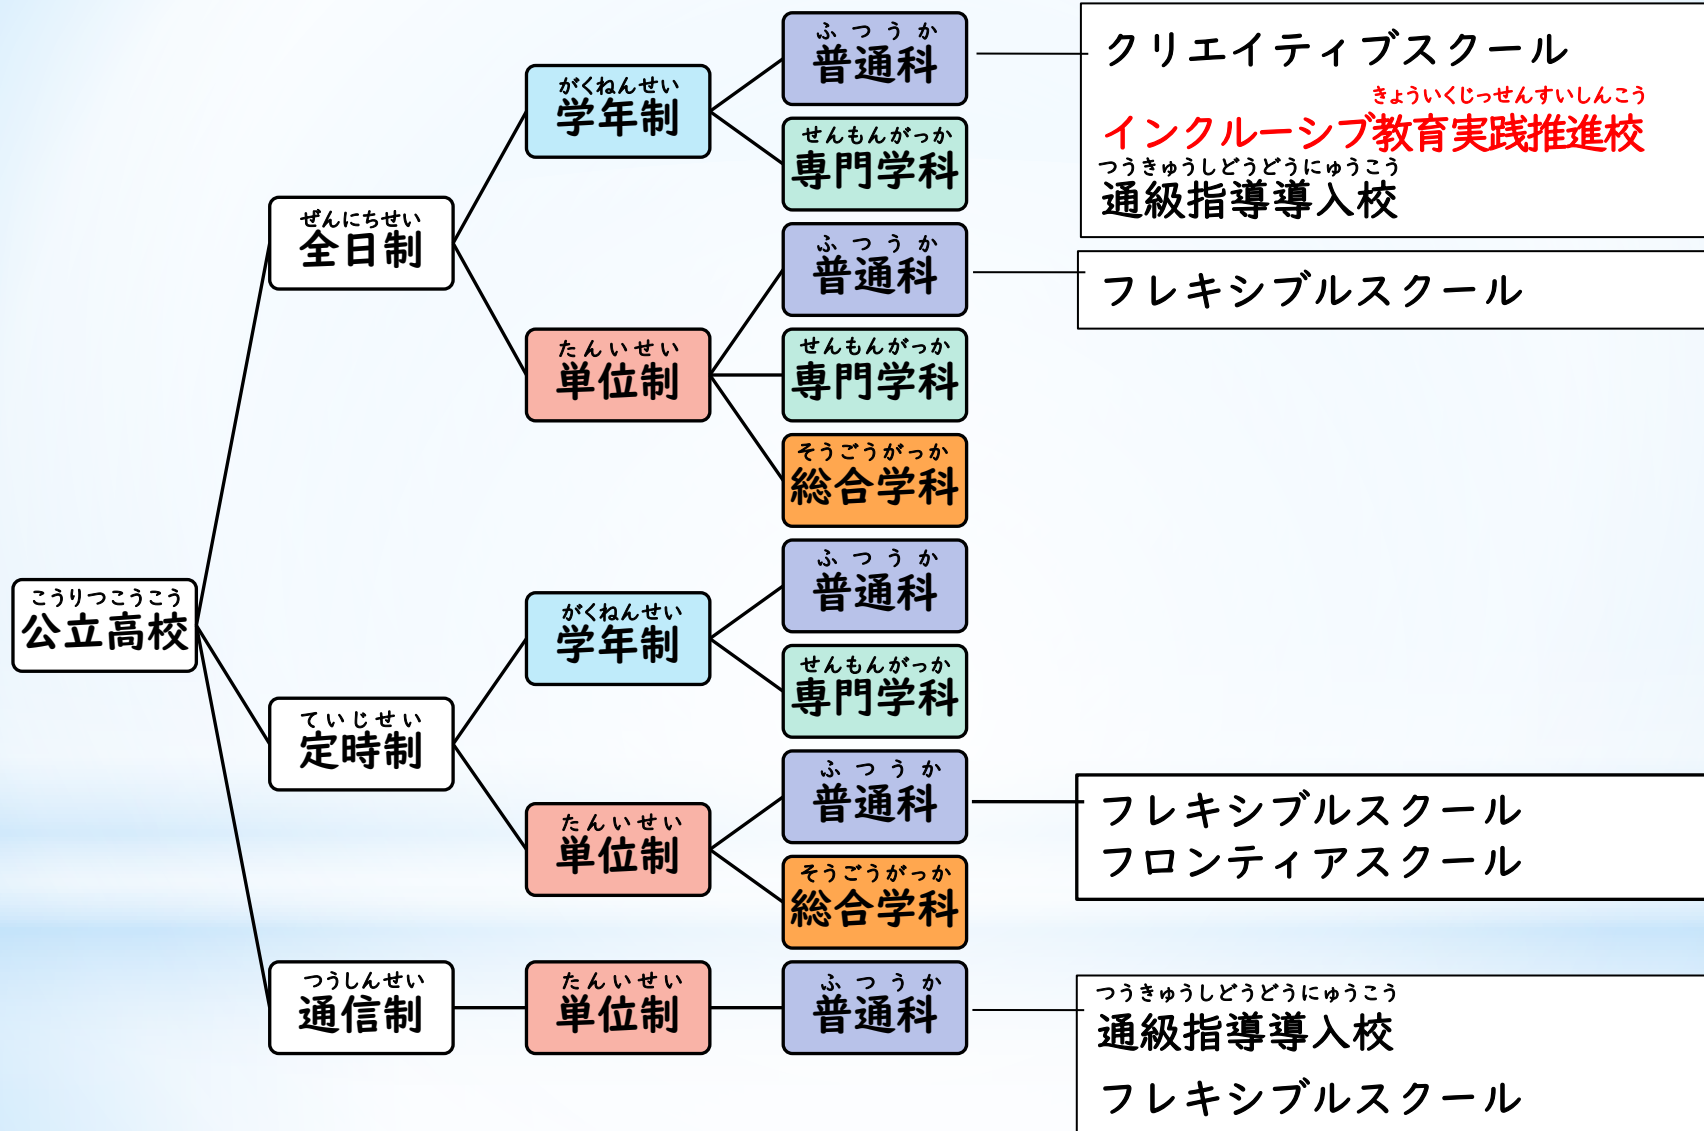 こうりつこうこう
公立高校
ぜんにちせい
全日制
がくねんせい
学年制
ふつうか
普通科
クリエイティブスクール
きょういくじっせんすいしんこう
インクルーシブ教育実践推進校
つうきゅうしどうどうにゅうこう
通級指導導入校
せんもんがっか
専門学科
たんいせい
単位制
ふつうか
普通科
フレキシブルスクール
せんもんがっか
専門学科
そうごうがっか
総合学科
ていじせい
定時制
がくねんせい
学年制
ふつうか
普通科
せんもんがっか
専門学科
たんいせい
単位制
ふつうか
普通科
フレキシブルスクール
フロンティアスクール
そうごうがっか
総合学科
つうしんせい
通信制
たんいせい
単位制
ふつうか
普通科
つうきゅうしどうどうにゅうこう
通級指導導入校
フレキシブルスクール